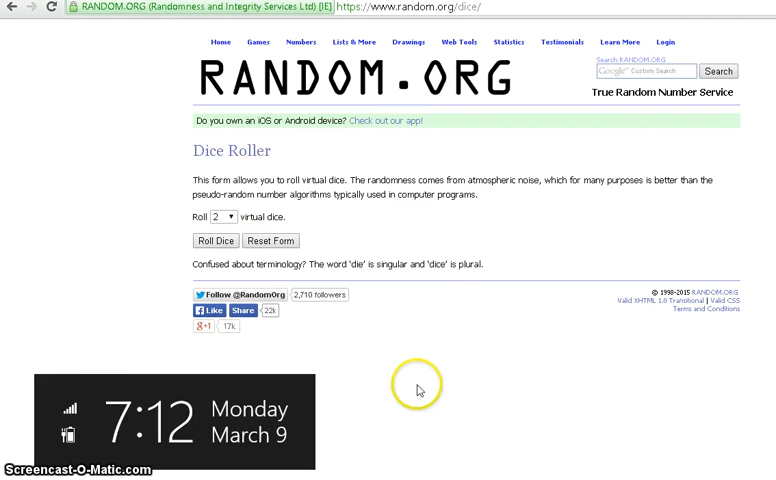 RANDOM.ORG (Randomness and Integrity Services Ltd) [IE] https://www.random.org/dice/
Home Games Numbers Lists & More Drawings Web Tools Statistics Testimonials Learn More Login
RANDOM.ORG
Search RANDOM.ORG
Google™ Custom Search Search
True Random Number Service
Do you own an iOS or Android device? Check out our app!
Dice Roller
This form allows you to roll virtual dice. The randomness comes from atmospheric noise, which for many purposes is better than the
pseudo-random number algorithms typically used in computer programs.
Roll 2 virtual dice.
Roll Dice Reset Form
Confused about terminology? The word 'die' is singular and 'dice' is plural.
Follow @RandomOrg 2,710 followers
Like Share 22k
g+1 17k
© 1998-2015 RANDOM.ORG
Valid XHTML 1.0 Transitional | Valid CSS
Terms and Conditions
7:12 Monday
March 9
Screencast-O-Matic.com